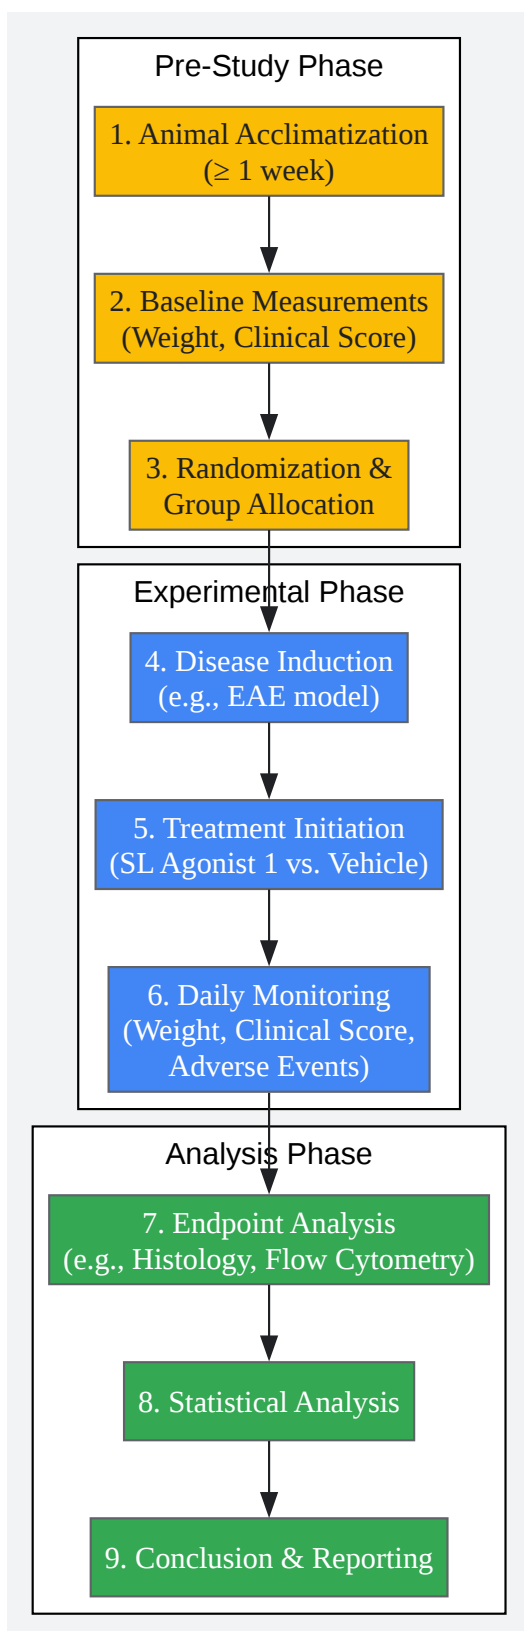 Pre-Study Phase
1. Animal Acclimatization
(≥ 1 week)
2. Baseline Measurements
(Weight, Clinical Score)
3. Randomization &
Group Allocation
Experimental Phase
4. Disease Induction
(e.g., EAE model)
5. Treatment Initiation
(SL Agonist 1 vs. Vehicle)
6. Daily Monitoring
(Weight, Clinical Score,
Adverse Events)
Analysis Phase
7. Endpoint Analysis
(e.g., Histology, Flow Cytometry)
8. Statistical Analysis
9. Conclusion & Reporting